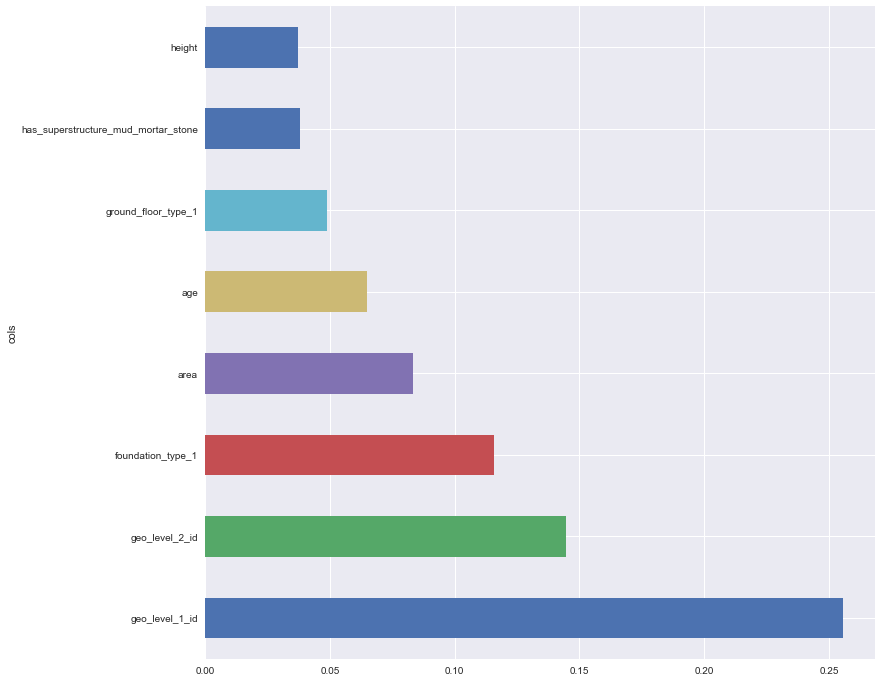 height
has_superstructure_mud_mortar_stone
ground_floor_type_1
age
cols
area
foundation_type_1
geo_level_2_id
geo_level_1_id
0.00 0.05 0.10 0.15 0.20 0.25